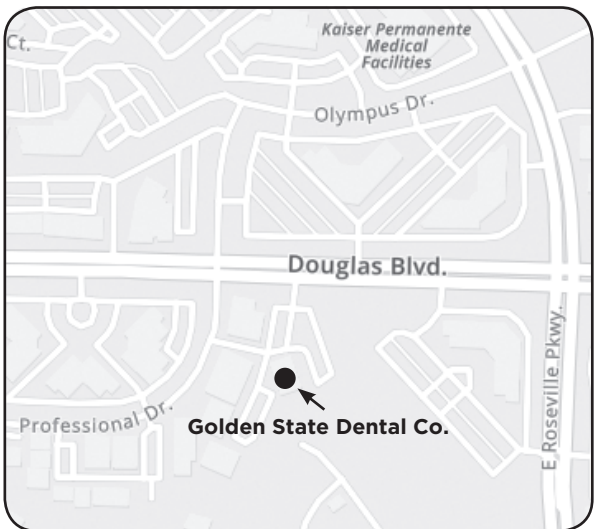 Kaiser Permanente
Medical
Facilities
Ct.
Olympus Dr.
Douglas Blvd.
E Roseville Pkwy.
Professional Dr.
Golden State Dental Co.